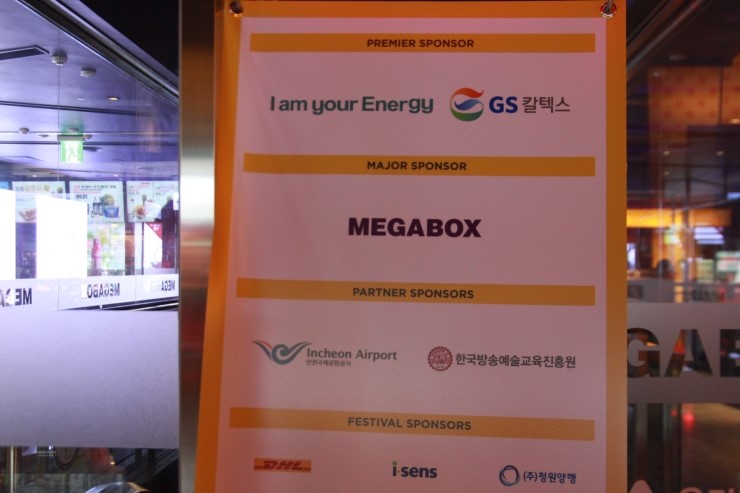 PREMIER SPONSOR
I am your Energy GS 칼텍스
MAJOR SPONSOR
MEGABOX
PARTNER SPONSORS
Incheon Airport
인천국제공항공사
한국방송예술교육진흥원
FESTIVAL SPONSORS
DHL i-sens (주)청원양행
MEGABOX
GAB